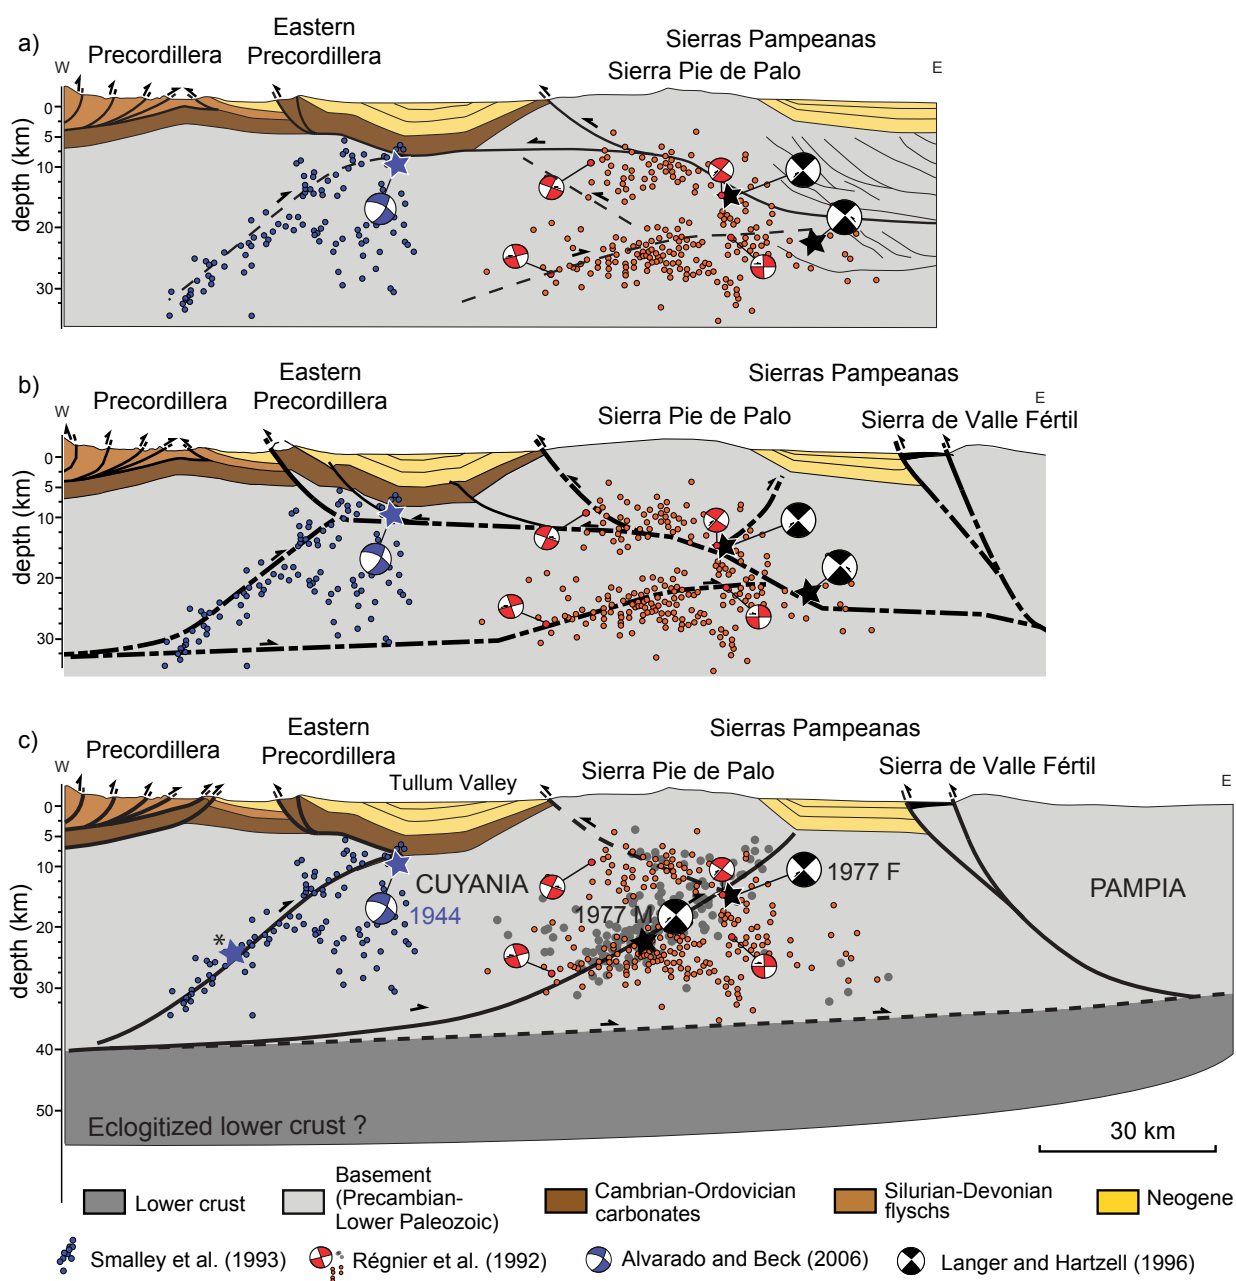 a)
Precordillera
Eastern
Precordillera
Sierras Pampeanas
Sierra Pie de Palo
W
E
0
5
10
20
30
depth (km)
b)
Precordillera
Eastern
Precordillera
Sierras Pampeanas
Sierra Pie de Palo
Sierra de Valle Fértil
W
E
0
5
10
20
30
depth (km)
c)
Precordillera
Eastern
Precordillera
Tullum Valley
Sierras Pampeanas
Sierra Pie de Palo
Sierra de Valle Fértil
W
E
0
5
10
20
30
40
50
depth (km)
CUYANIA
1944
*
1977 M
1977 F
PAMPIA
Eclogitized lower crust ?
30 km
Lower crust
Basement
(Precambian-
Lower Paleozoic)
Cambrian-Ordovician
carbonates
Silurian-Devonian
flyschs
Neogene
Smalley et al. (1993)
Régnier et al. (1992)
Alvarado and Beck (2006)
Langer and Hartzell (1996)